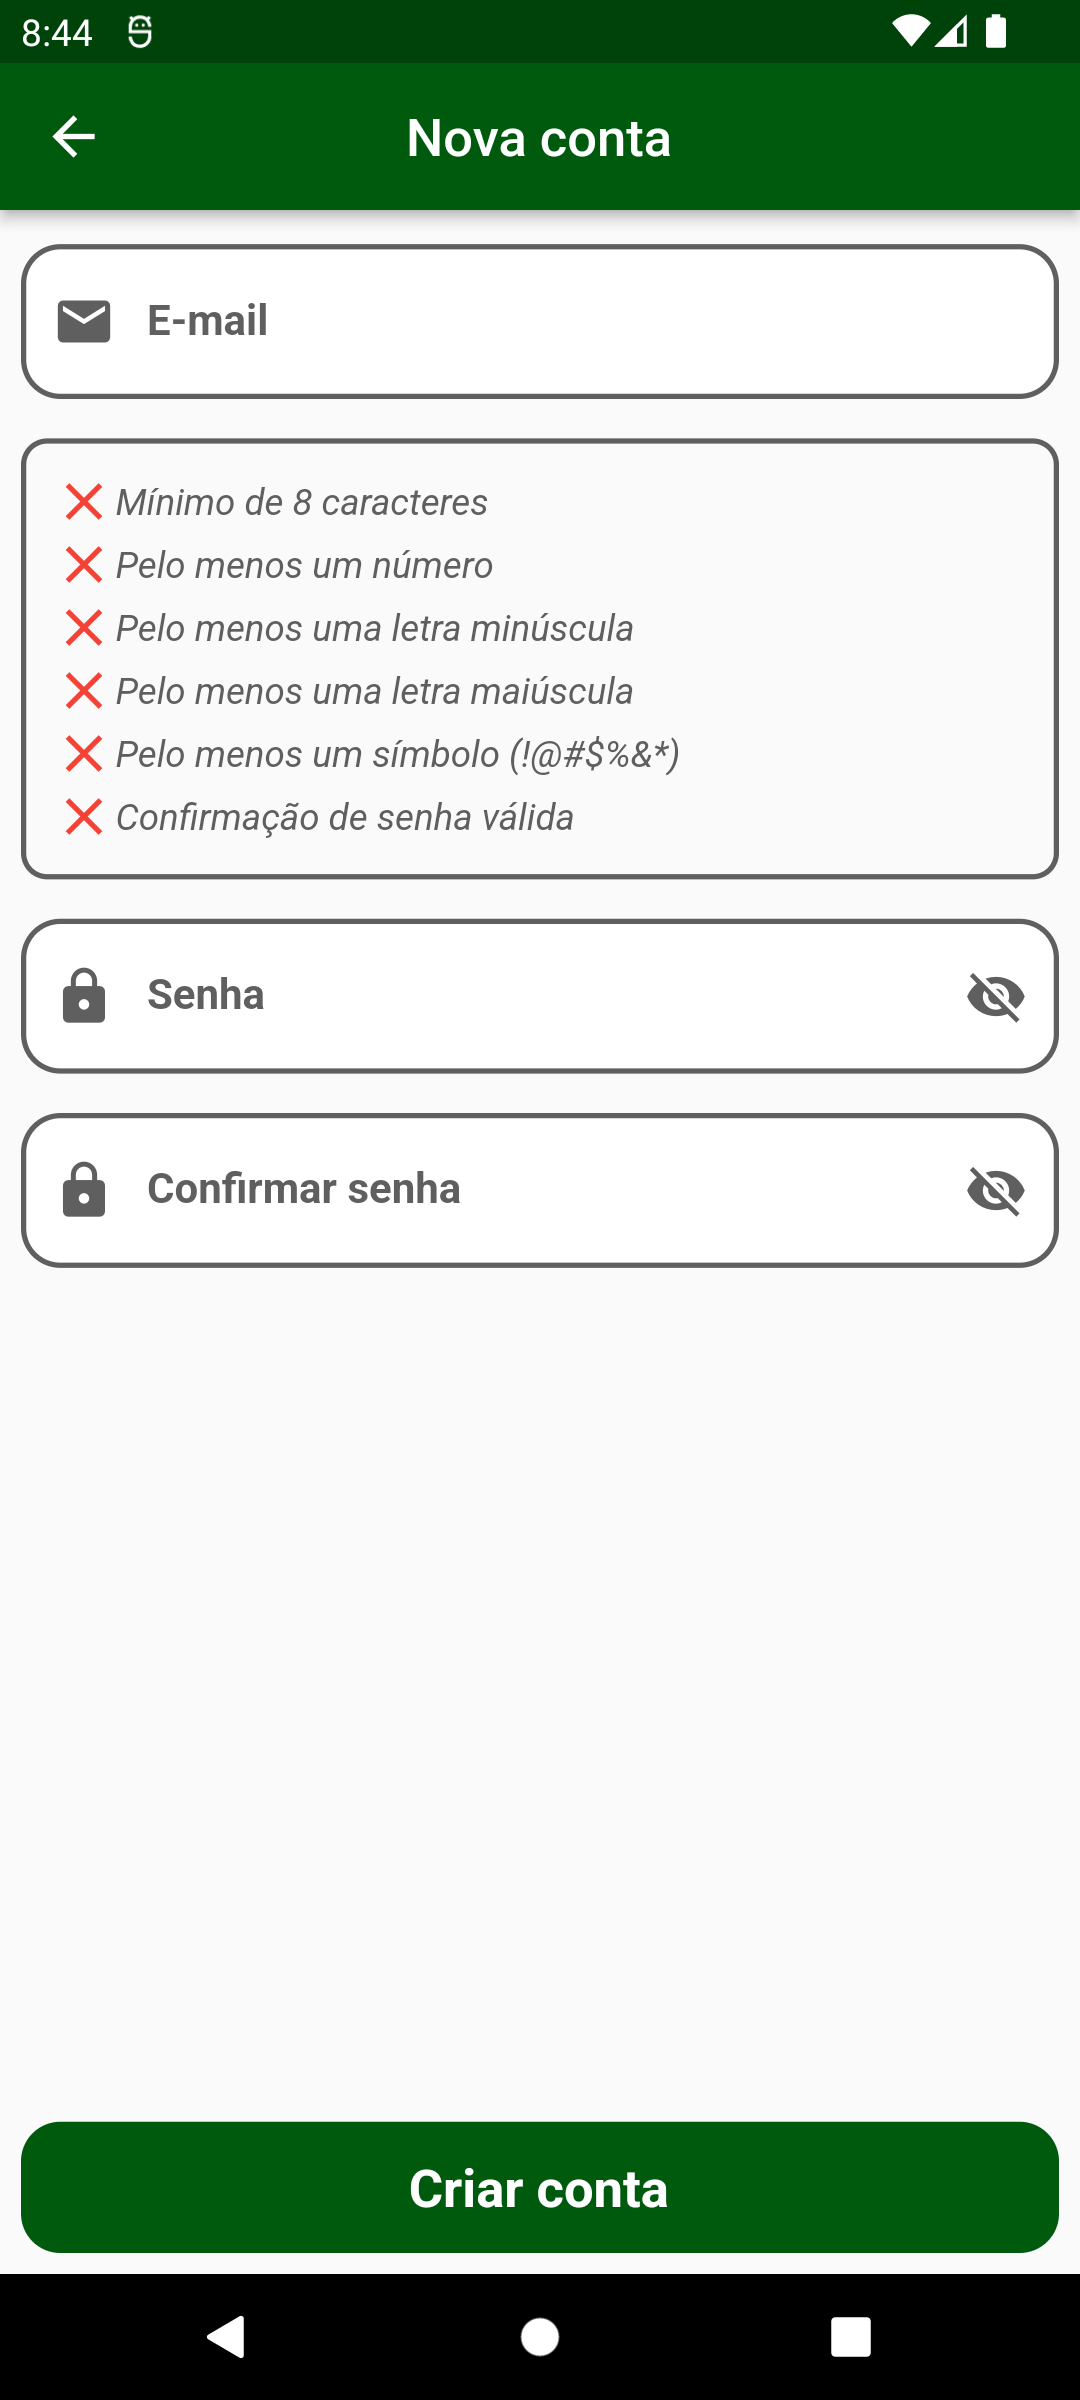 8:44
Nova conta
E-mail
Mínimo de 8 caracteres
Pelo menos um número
Pelo menos uma letra minúscula
Pelo menos uma letra maiúscula
Pelo menos um símbolo (!@#$%&*)
Confirmação de senha válida
Senha
Confirmar senha
Criar conta